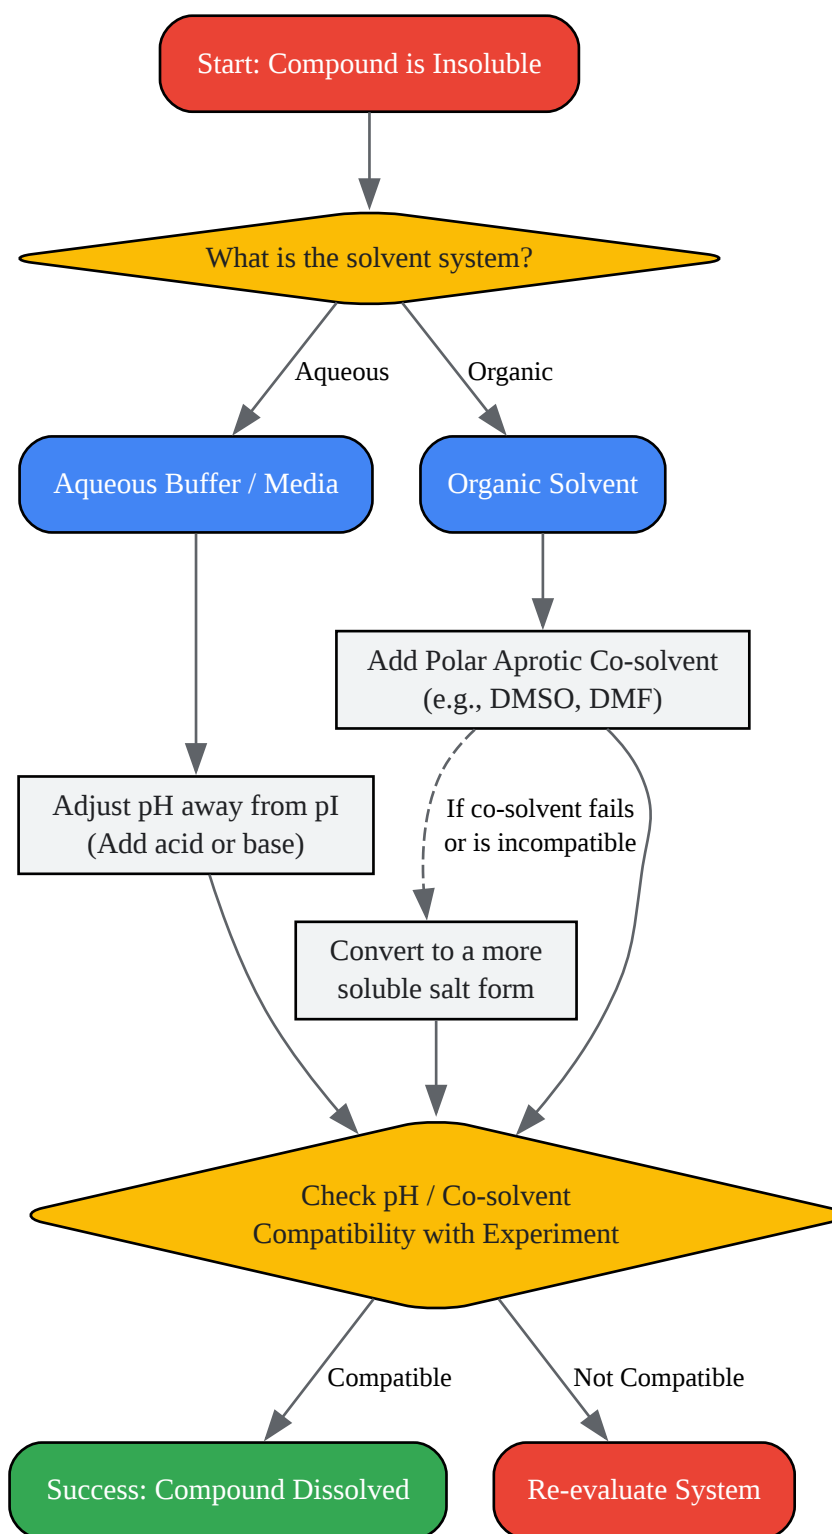 Start: Compound is Insoluble
What is the solvent system?
Aqueous
Organic
Aqueous Buffer / Media
Organic Solvent
Add Polar Aprotic Co-solvent
(e.g., DMSO, DMF)
Adjust pH away from pI
(Add acid or base)
If co-solvent fails
or is incompatible
Convert to a more
soluble salt form
Check pH / Co-solvent
Compatibility with Experiment
Compatible
Not Compatible
Success: Compound Dissolved
Re-evaluate System